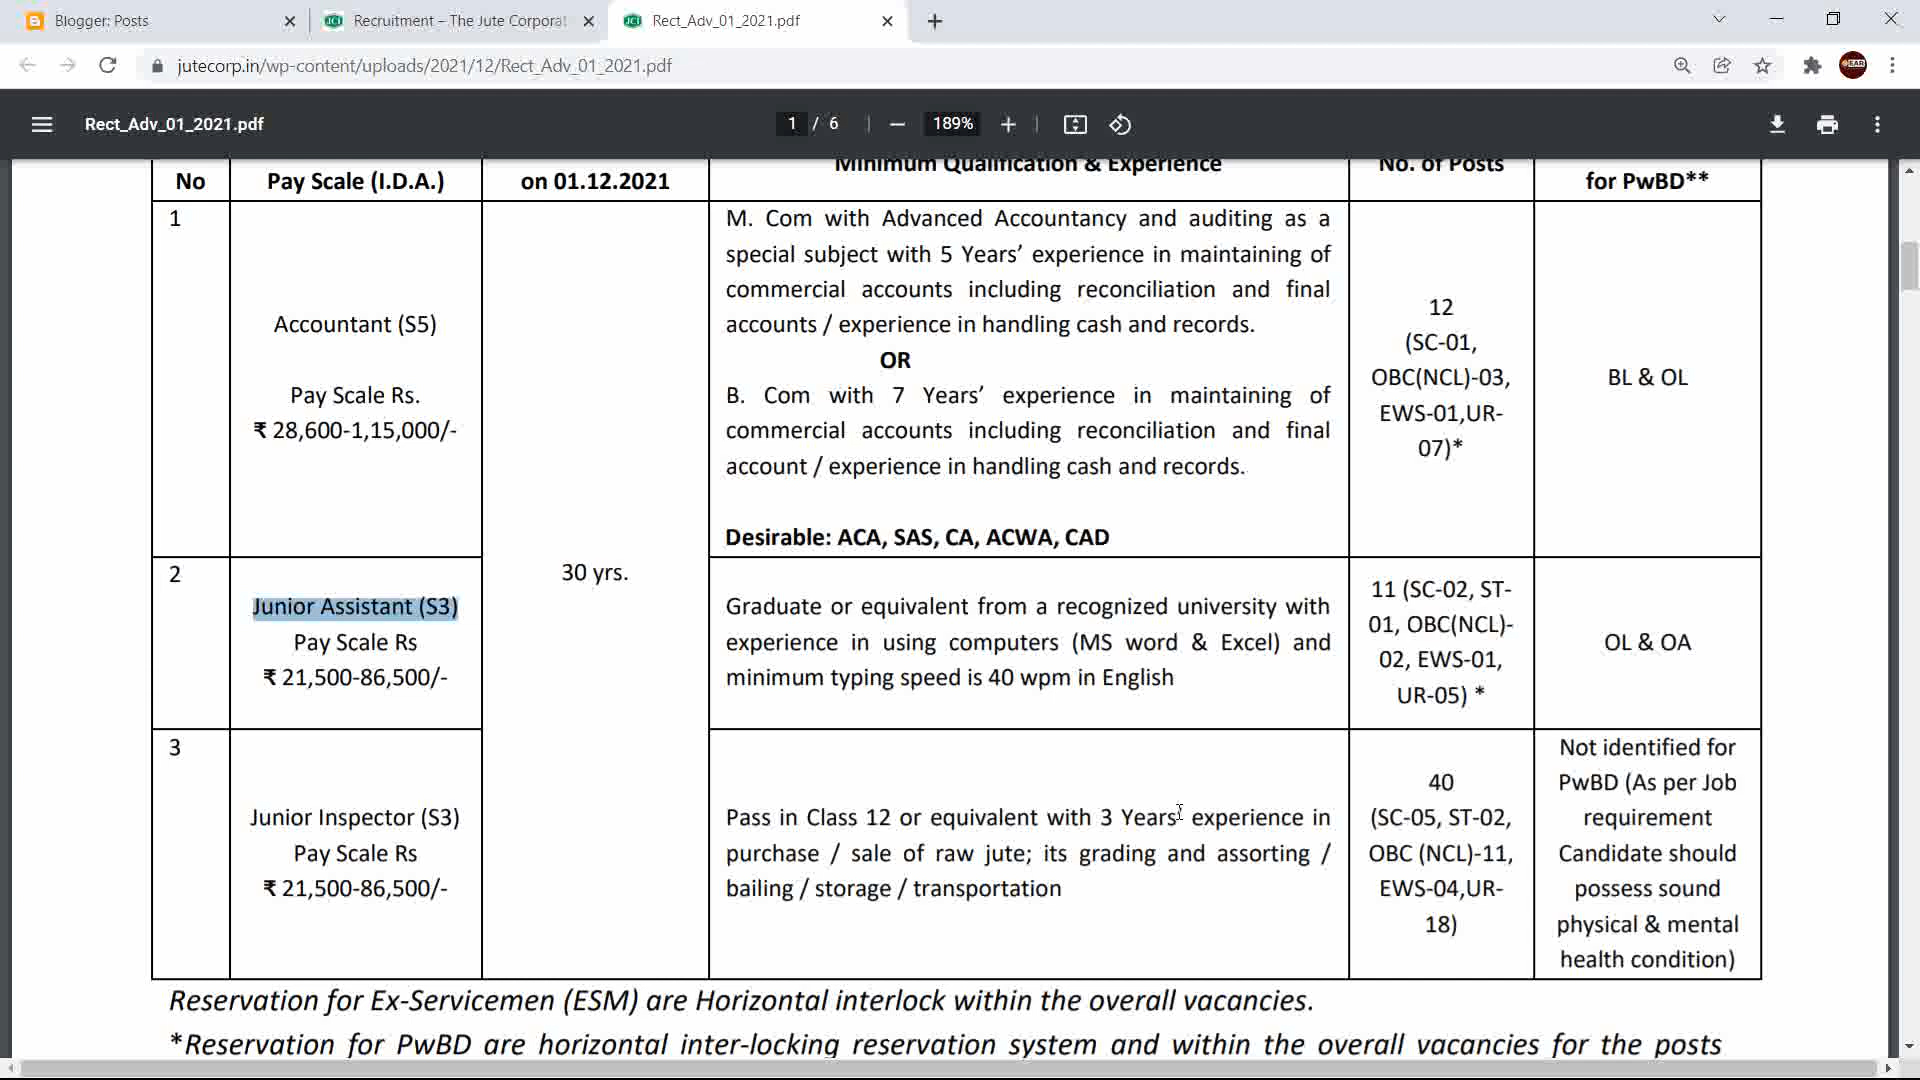 Blogger: Posts
Recruitment – The Jute Corporat
Rect_Adv_01_2021.pdf
jutecorp.in/wp-content/uploads/2021/12/Rect_Adv_01_2021.pdf
Rect_Adv_01_2021.pdf
1 / 6
189%
No
Pay Scale (I.D.A.)
on 01.12.2021
Minimum Qualification & Experience
No. of Posts
for PwBD**
1
Accountant (S5)
Pay Scale Rs.
₹ 28,600-1,15,000/-
30 yrs.
M. Com with Advanced Accountancy and auditing as a
special subject with 5 Years’ experience in maintaining of
commercial accounts including reconciliation and final
accounts / experience in handling cash and records.
OR
B. Com with 7 Years’ experience in maintaining of
commercial accounts including reconciliation and final
account / experience in handling cash and records.
Desirable: ACA, SAS, CA, ACWA, CAD
12
(SC-01,
OBC(NCL)-03,
EWS-01,UR-
07)*
BL & OL
2
Junior Assistant (S3)
Pay Scale Rs
₹ 21,500-86,500/-
Graduate or equivalent from a recognized university with
experience in using computers (MS word & Excel) and
minimum typing speed is 40 wpm in English
11 (SC-02, ST-
01, OBC(NCL)-
02, EWS-01,
UR-05) *
OL & OA
3
Junior Inspector (S3)
Pay Scale Rs
₹ 21,500-86,500/-
Pass in Class 12 or equivalent with 3 Years’ experience in
purchase / sale of raw jute; its grading and assorting /
bailing / storage / transportation
40
(SC-05, ST-02,
OBC (NCL)-11,
EWS-04,UR-
18)
Not identified for
PwBD (As per Job
requirement
Candidate should
possess sound
physical & mental
health condition)
Reservation for Ex-Servicemen (ESM) are Horizontal interlock within the overall vacancies.
*Reservation for PwBD are horizontal inter-locking reservation system and within the overall vacancies for the posts